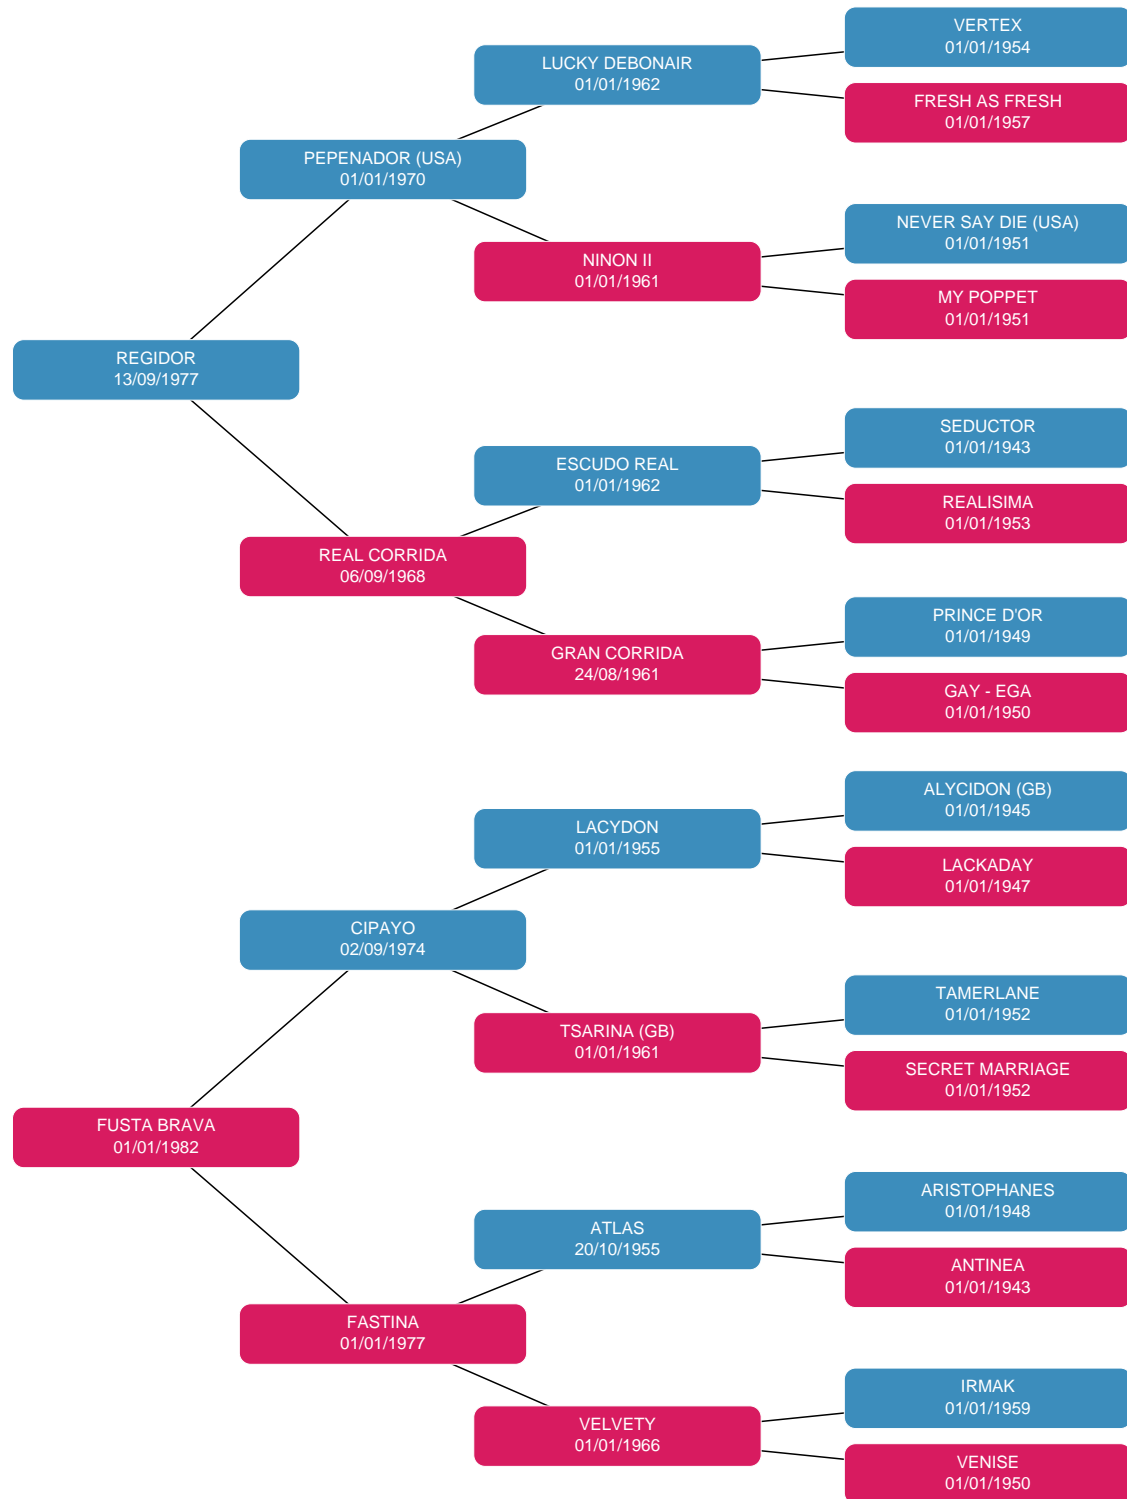 VERTEX
01/01/1954
LUCKY DEBONAIR
01/01/1962
FRESH AS FRESH
01/01/1957
PEPENADOR (USA)
01/01/1970
NEVER SAY DIE (USA)
01/01/1951
NINON II
01/01/1961
MY POPPET
01/01/1951
REGIDOR
13/09/1977
SEDUCTOR
01/01/1943
ESCUDO REAL
01/01/1962
REALISIMA
01/01/1953
REAL CORRIDA
06/09/1968
PRINCE D'OR
01/01/1949
GRAN CORRIDA
24/08/1961
GAY - EGA
01/01/1950
ALYCIDON (GB)
01/01/1945
LACYDON
01/01/1955
LACKADAY
01/01/1947
CIPAYO
02/09/1974
TAMERLANE
01/01/1952
TSARINA (GB)
01/01/1961
SECRET MARRIAGE
01/01/1952
FUSTA BRAVA
01/01/1982
ARISTOPHANES
01/01/1948
ATLAS
20/10/1955
ANTINEA
01/01/1943
FASTINA
01/01/1977
IRMAK
01/01/1959
VELVETY
01/01/1966
VENISE
01/01/1950